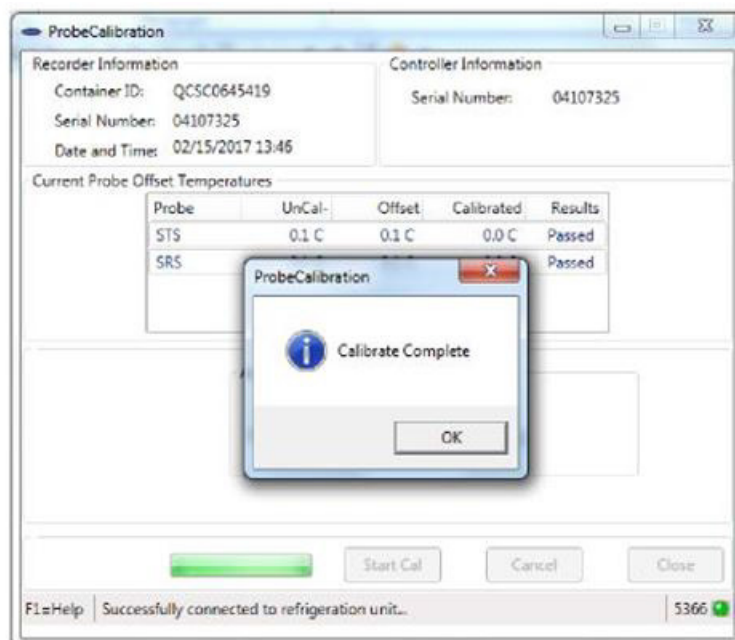 ProbeCalibration
Recorder Information
Controller Information
Container ID: QCSC0645419
Serial Number: 04107325
Serial Number: 04107325
Date and Time: 02/15/2017 13:46
Current Probe Offset Temperatures
Probe UnCal- Offset Calibrated Results
STS 0.1 C 0.1 C 0.0 C Passed
SRS Passed
ProbeCalibration
Calibrate Complete
OK
Start Cal Cancel Close
F1=Help Successfully connected to refrigeration unit... 5366